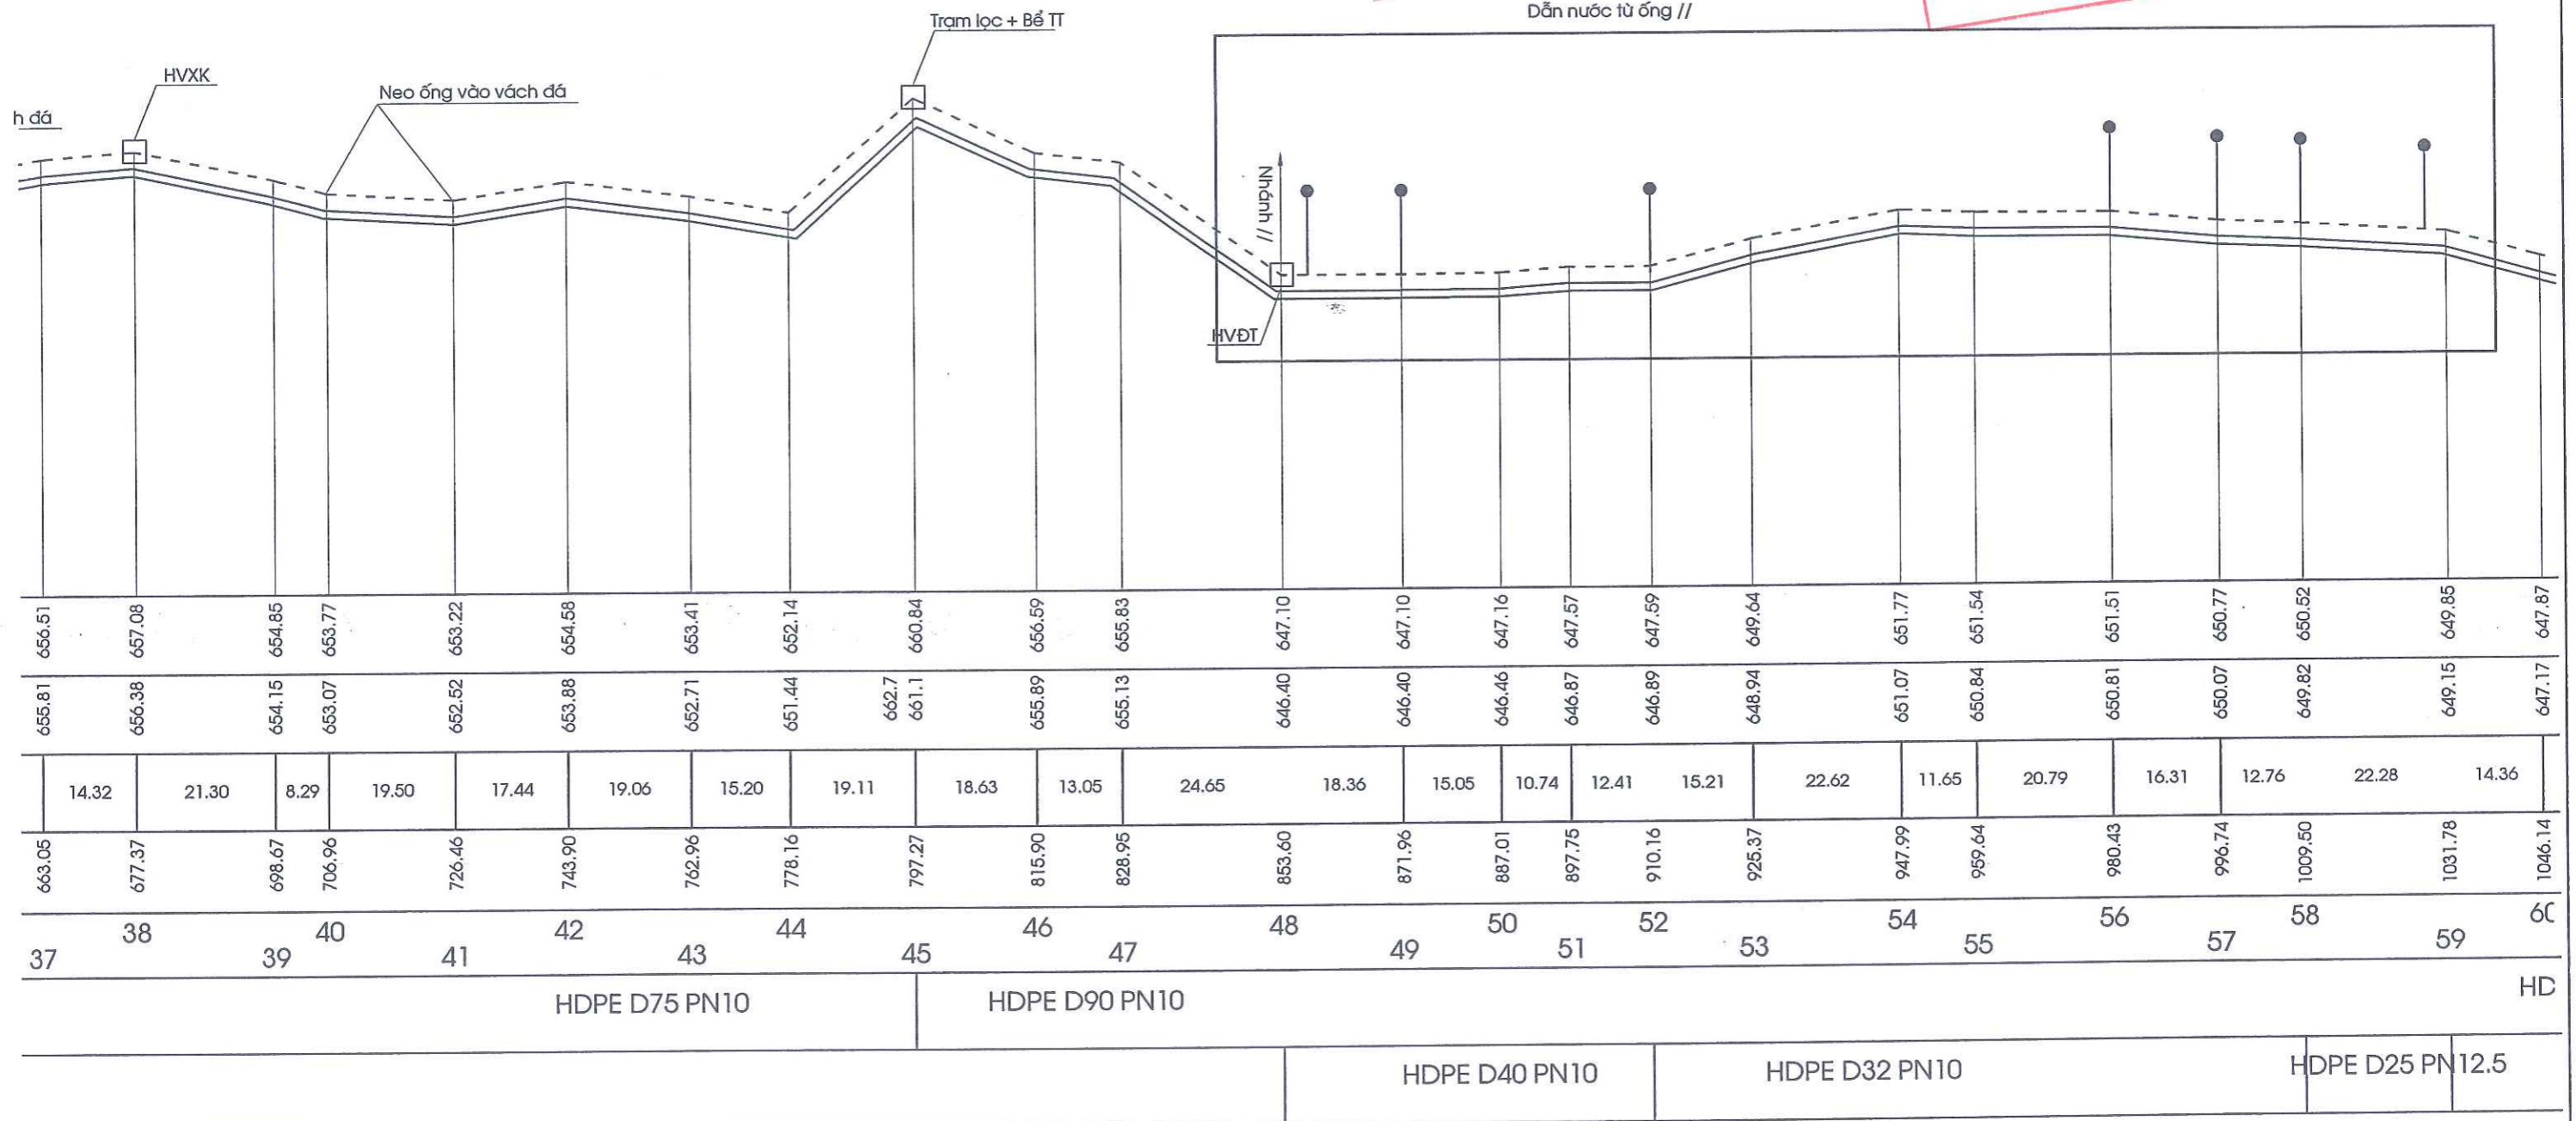 Trạm lọc + Bể TT
Dẫn nước từ ống //
HVXK
Neo ống vào vách đá
h đá
Nhánh //
HVĐT
656.51 657.08 654.85 653.77 653.22 654.58 653.41 652.14 660.84 656.59 655.83 647.10 647.10 647.16 647.57 647.59 649.64 651.77 651.54 651.51 650.77 650.52 649.85 647.87
655.81 656.38 654.15 653.07 652.52 653.88 652.71 651.44 662.7 661.1 655.89 655.13 646.40 646.40 646.46 646.87 646.89 648.94 651.07 650.84 650.81 650.07 649.82 649.15 647.17
14.32 21.30 8.29 19.50 17.44 19.06 15.20 19.11 18.63 13.05 24.65 18.36 15.05 10.74 12.41 15.21 22.62 11.65 20.79 16.31 12.76 22.28 14.36
663.05 677.37 698.67 706.96 726.46 743.90 762.96 778.16 797.27 815.90 828.95 853.60 871.96 887.01 897.75 910.16 925.37 947.99 959.64 980.43 996.74 1009.50 1031.78 1046.14
37 38 39 40 41 42 43 44 45 46 47 48 49 50 51 52 53 54 55 56 57 58 59 60
HDPE D75 PN10 HDPE D90 PN10 HD
HDPE D40 PN10 HDPE D32 PN10 HDPE D25 PN12.5